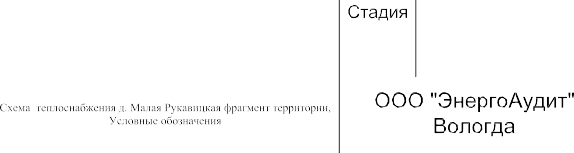 Стадия
Схема теплоснабжения д. Малая Рукавицкая фрагмент территории,
Условные обозначения
ООО "ЭнергоАудит"
Вологда